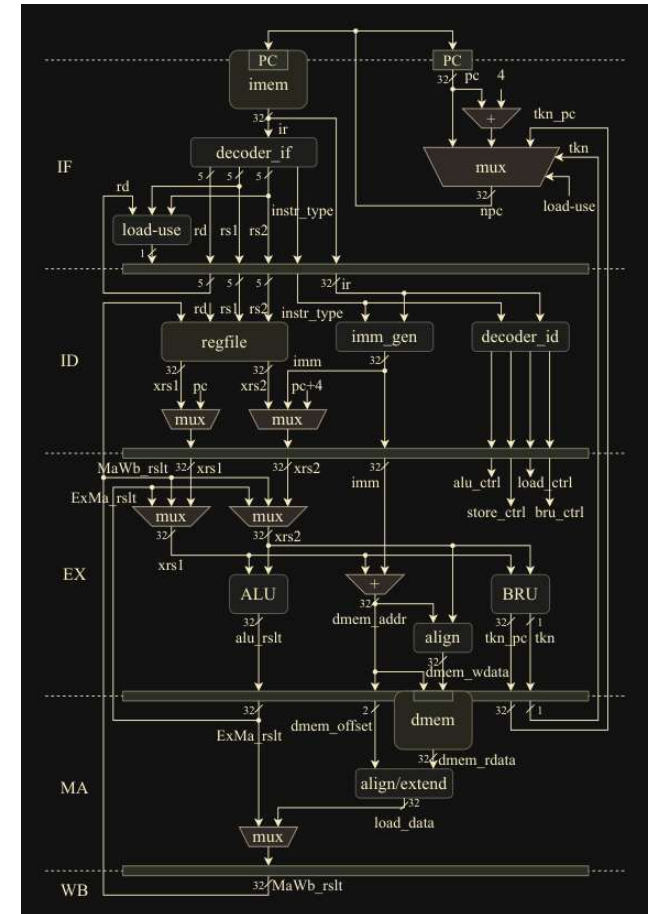 PC
PC
imem
32
pc
4
32
+
tkn_pc
32
ir
decoder_if
mux
tkn
IF
5
5
5
32
load-use
npc
rd
instr_type
load-use
rd
rs1
rs2
1
5
5
5
32
ir
rd
rs1
rs2
instr_type
regfile
imm_gen
decoder_id
ID
32
32
imm
32
xrs1
pc
xrs2
pc+4
mux
mux
MaWb_rslt
32
xrs1
32
xrs2
32
imm
alu_ctrl
load_ctrl
ExMa_rslt
store_ctrl
bru_ctrl
mux
mux
32
32
xrs2
xrs1
EX
ALU
+
BRU
32
32
dmem_addr
32
1
alu_rslt
align
tkn_pc
tkn
32
dmem_wdata
32
2
dmem
32
1
ExMa_rslt
dmem_offset
32
dmem_rdata
MA
align/extend
32
load_data
mux
WB
32
MaWb_rslt